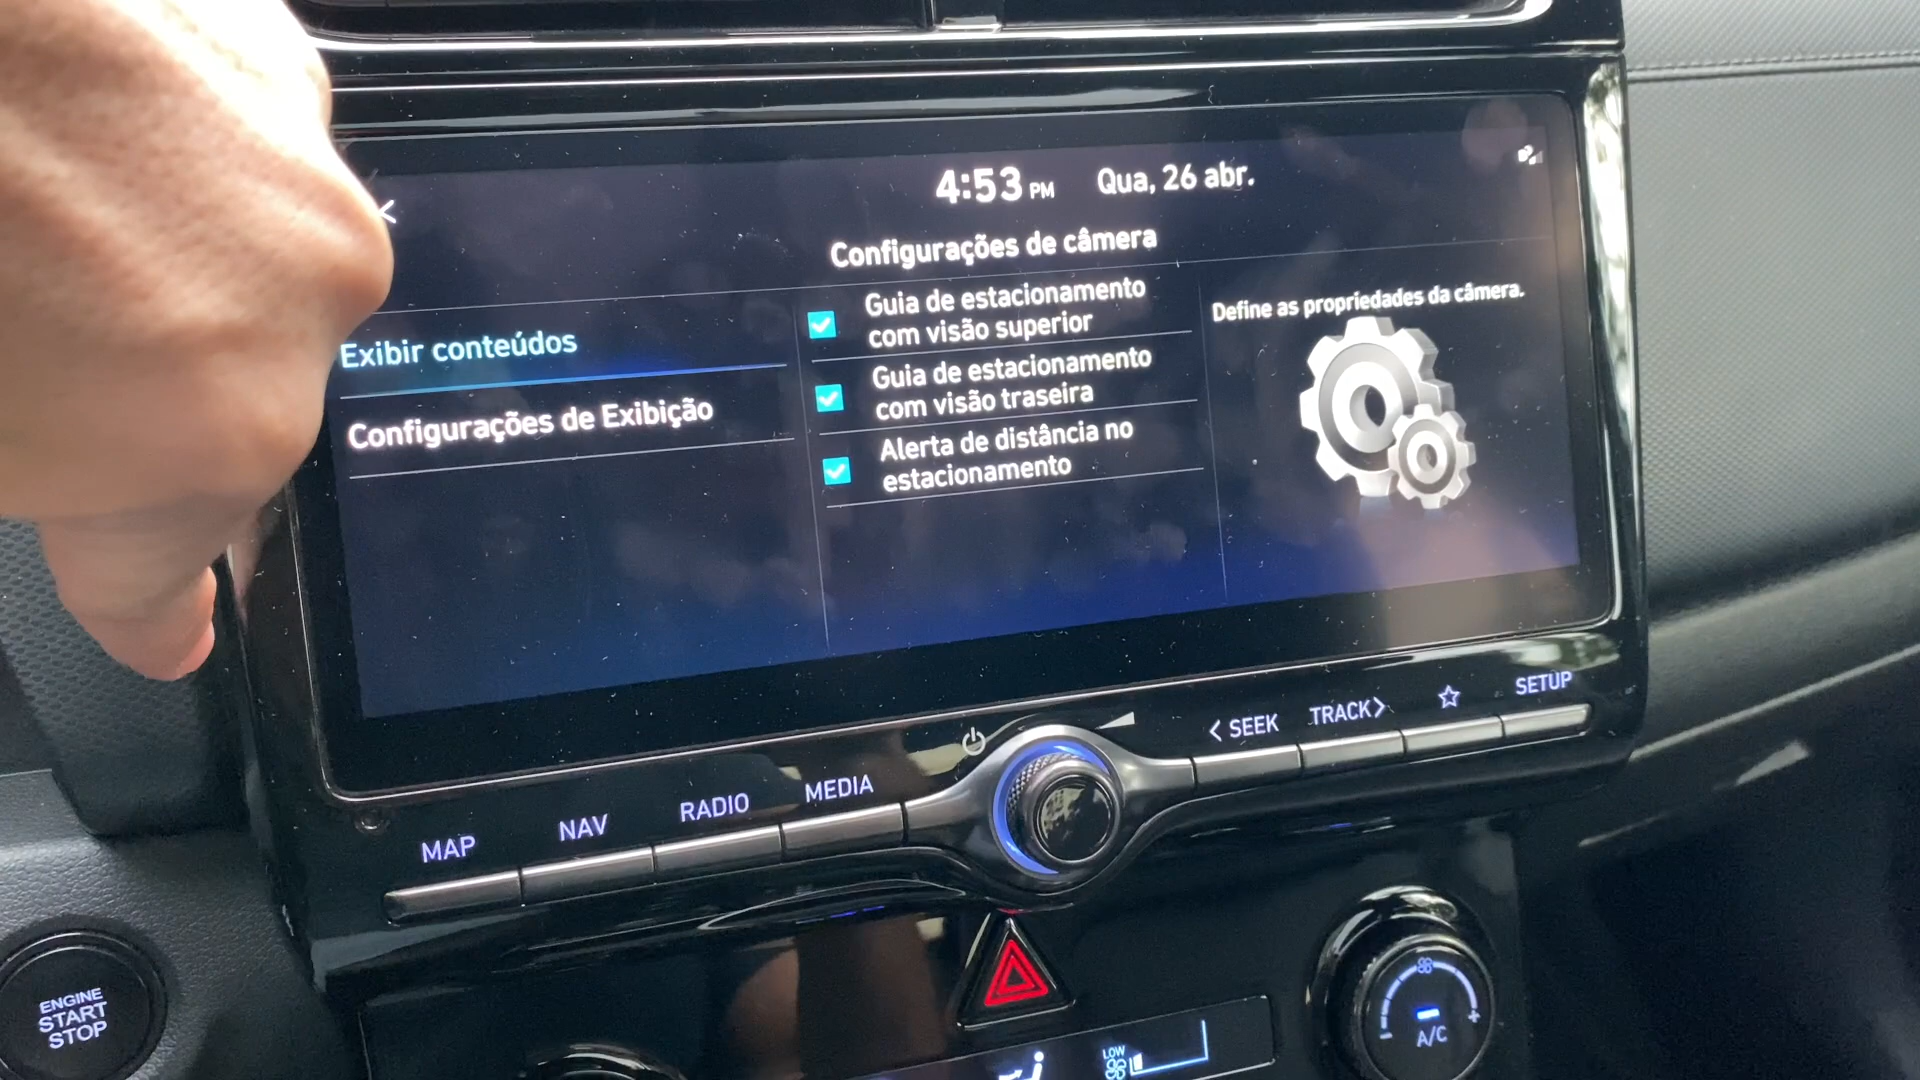 4:53 PM Qua, 26 abr.
Configurações de câmera
Exibir conteúdos
Configurações de Exibição
Guia de estacionamento
com visão superior
Guia de estacionamento
com visão traseira
Alerta de distância no
estacionamento
Define as propriedades da câmera.
MAP
NAV
RADIO
MEDIA
< SEEK
TRACK >
SETUP
ENGINE
START
STOP
LOW
A/C